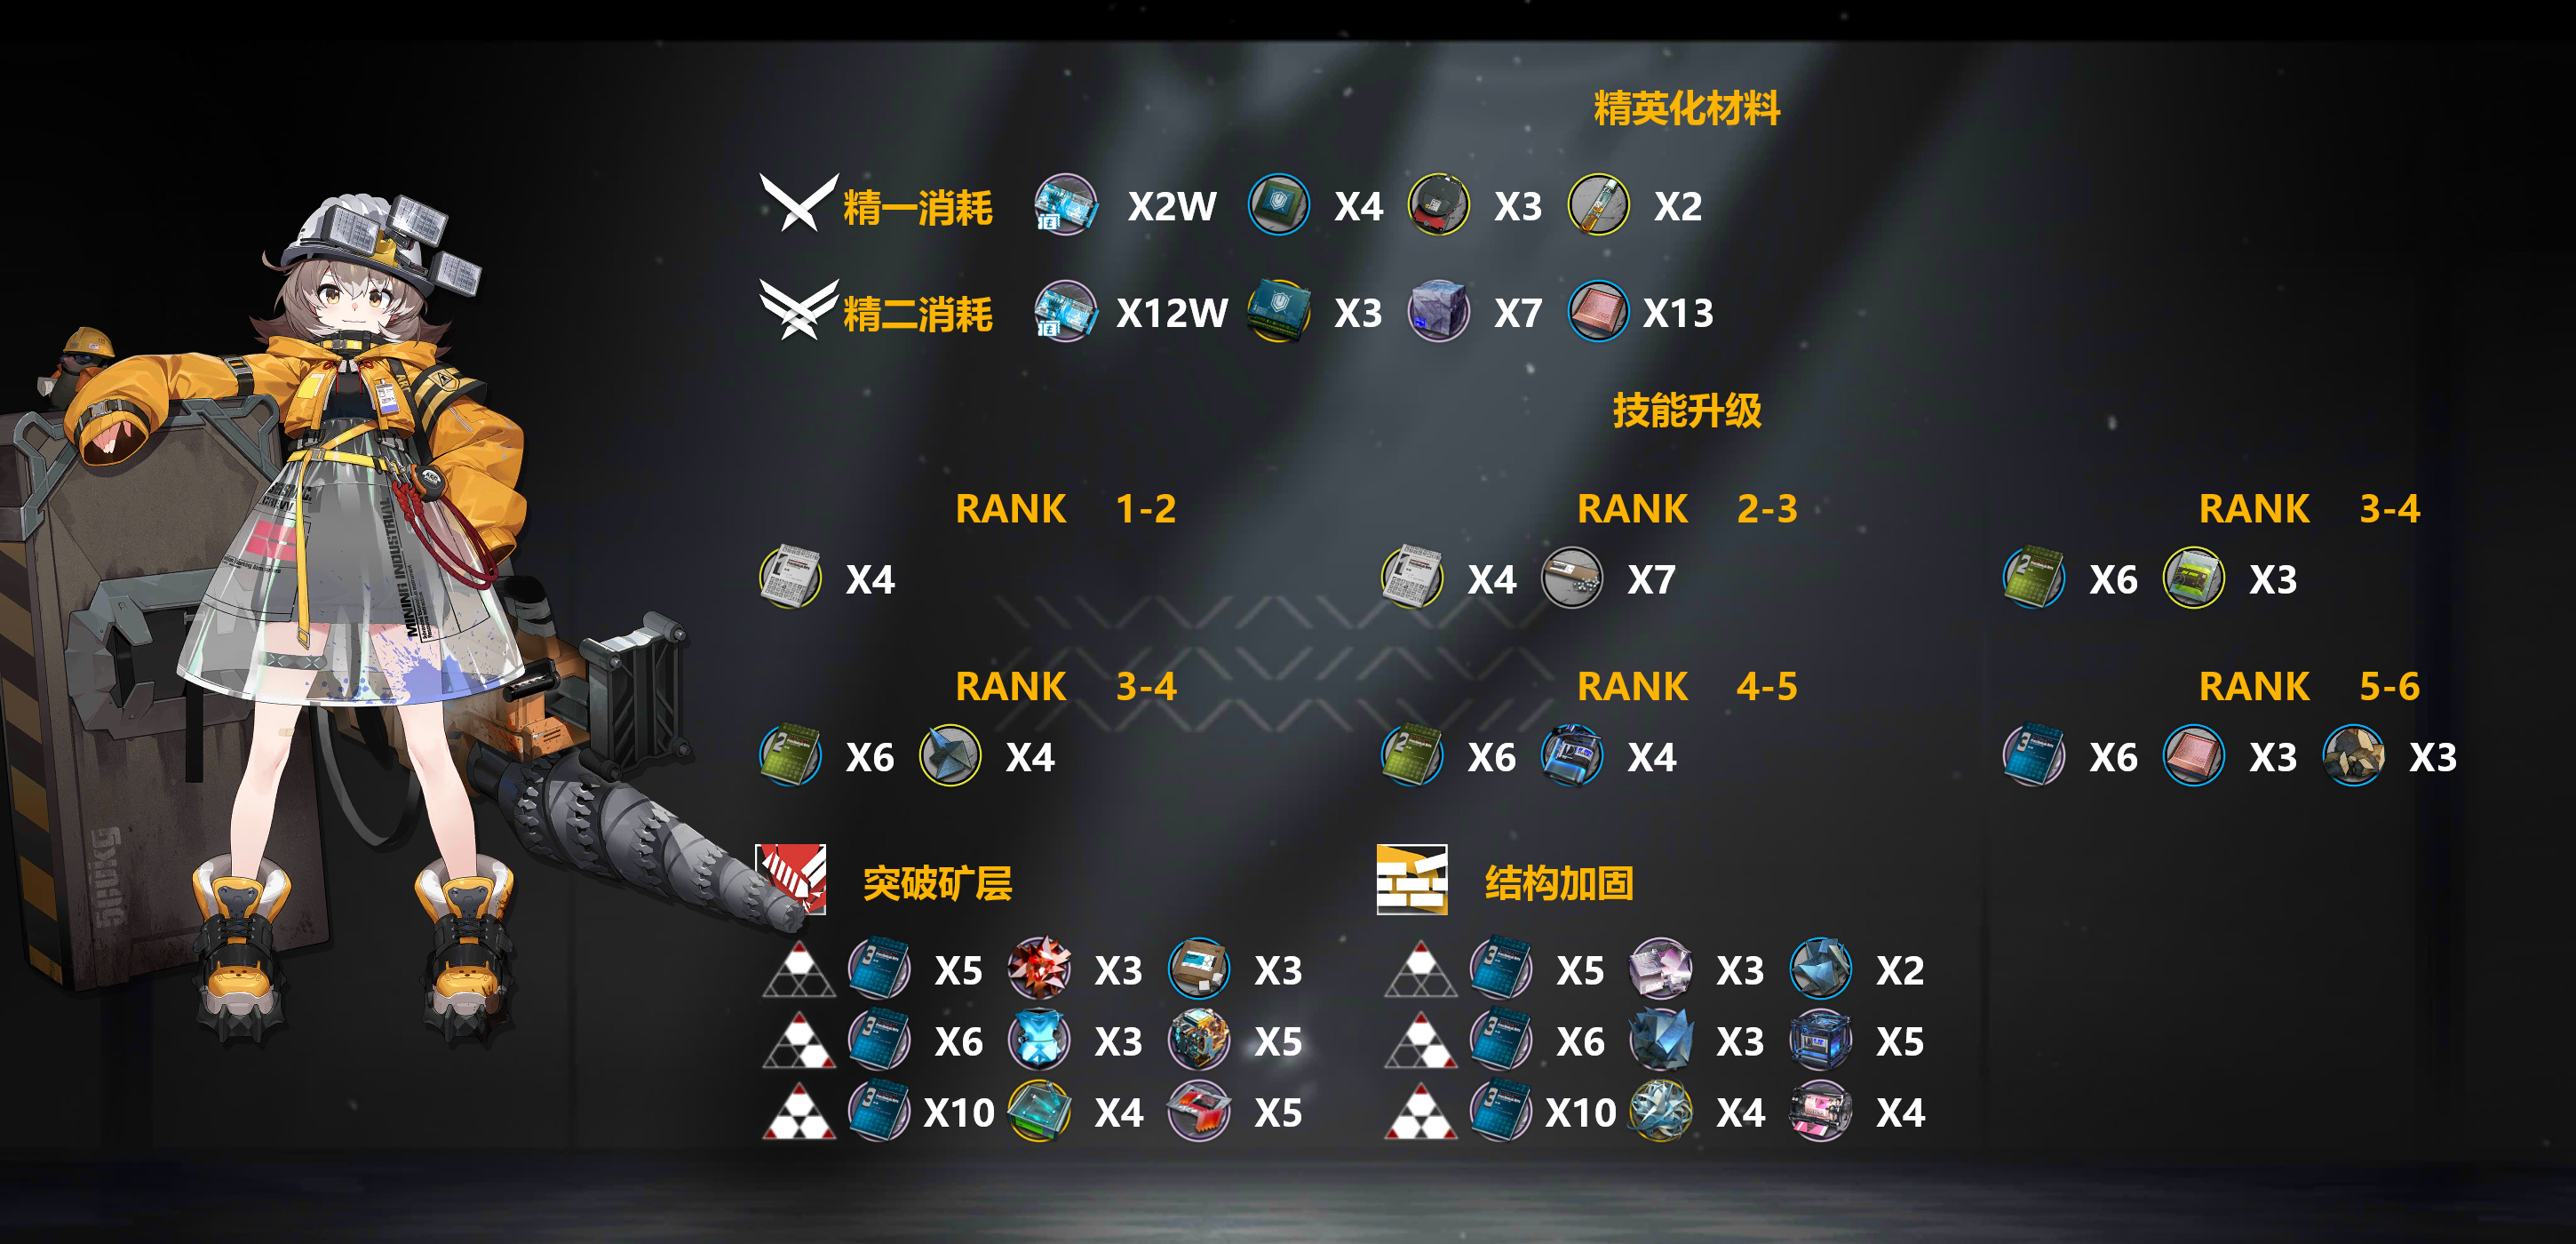 精英化材料
精一消耗 X2W X4 X3 X2
精二消耗 X12W X3 X7 X13
技能升级
RANK 1-2 RANK 2-3 RANK 3-4
X4 X4 X7 X6 X3
RANK 3-4 RANK 4-5 RANK 5-6
X6 X4 X6 X4 X6 X3 X3
突破矿层 结构加固
X5 X3 X3 X5 X3 X2
X6 X3 X5 X6 X3 X5
X10 X4 X5 X10 X4 X4
MINING INDUSTRIAL